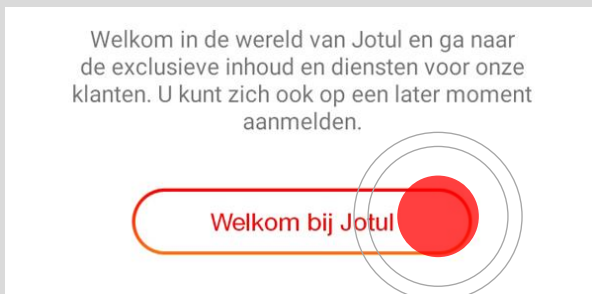 Welkom in de wereld van Jotul en ga naar
de exclusieve inhoud en diensten voor onze
klanten. U kunt zich ook op een later moment
aanmelden.
Welkom bij Jotul